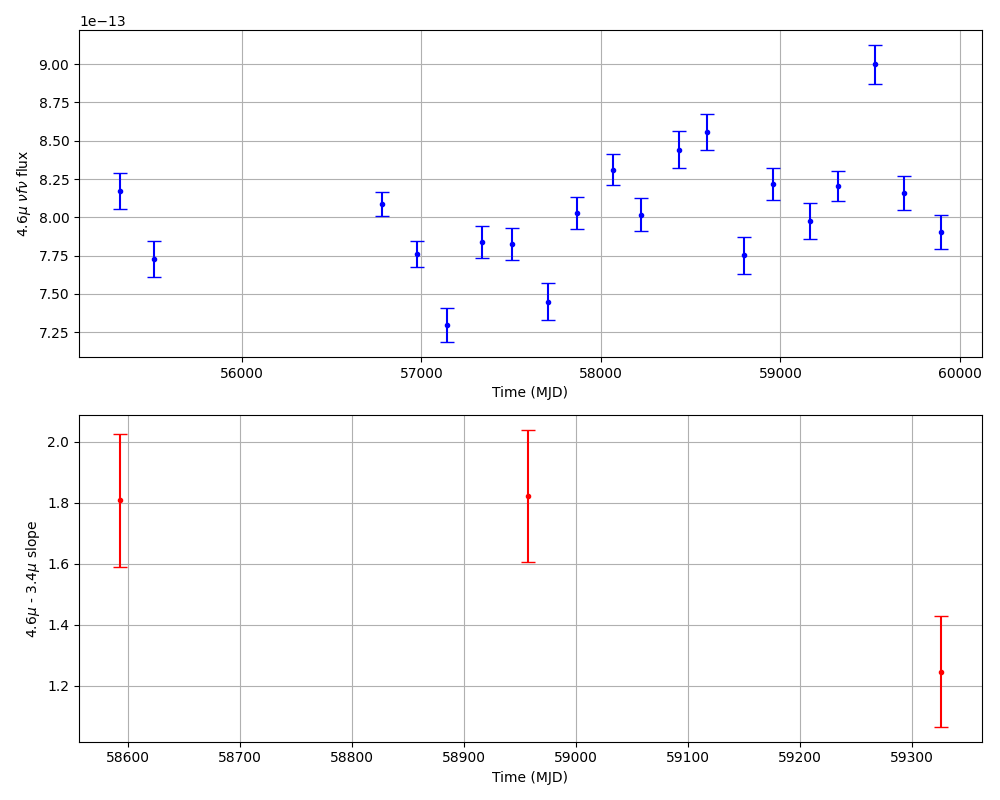 1e−13
9.00
8.75
8.50
8.25
8.00
7.75
7.50
7.25
4.6μ νfν flux
56000 57000 58000 59000 60000
Time (MJD)
2.0
1.8
1.6
1.4
1.2
4.6μ - 3.4μ slope
58600 58700 58800 58900 59000 59100 59200 59300
Time (MJD)